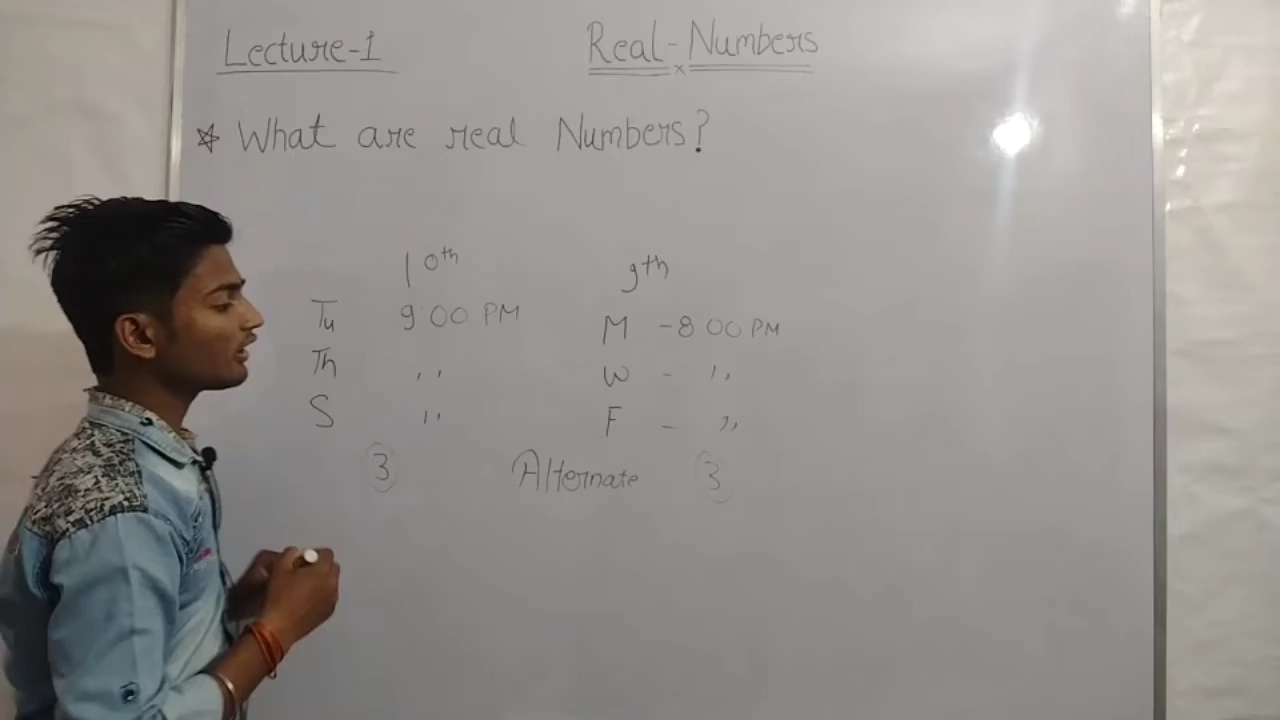 Lecture-1 Real-Numbers
☆ What are real Numbers?
10th 9th
Tu 9 00 PM M - 8 00 PM
Th ,, W - ,,
S ,, F - ,,
3 Alternate 3